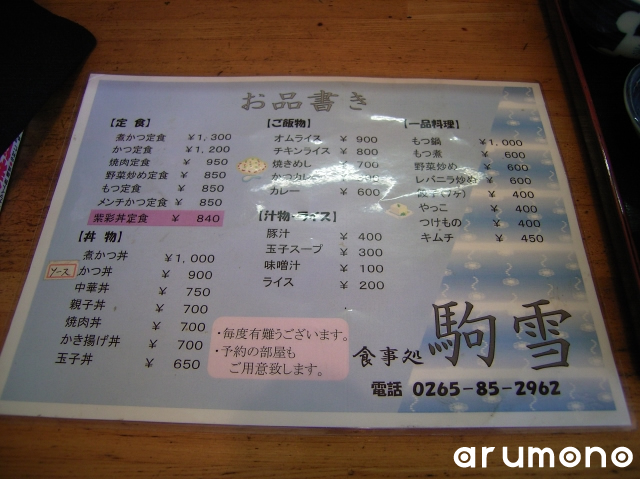 お品書き
【定 食】
煮かつ定食 ¥1,300
かつ定食 ¥1,200
焼肉定食 ¥ 950
野菜炒め定食 ¥ 850
もつ定食 ¥ 850
メンチかつ定食 ¥ 850
紫彩丼定食 ¥ 840
【丼 物】
煮かつ丼 ¥1,000
ソース かつ丼 ¥ 900
中華丼 ¥ 750
親子丼 ¥ 700
焼肉丼 ¥ 700
かき揚げ丼 ¥ 700
玉子丼 ¥ 650
【ご飯物】
オムライス ¥ 900
チキンライス ¥ 800
焼きめし ¥ 700
かつカレー
カレー ¥ 600
【汁物・ライス】
豚汁 ¥ 400
玉子スープ ¥ 300
味噌汁 ¥ 100
ライス ¥ 200
【一品料理】
もつ鍋 ¥1,000
もつ煮 ¥ 600
野菜炒め ¥ 600
レバニラ炒め ¥ 600
餃子(7ヶ) ¥ 400
やっこ ¥ 400
つけもの ¥ 400
キムチ ¥ 450
・毎度有難うございます。
・予約の部屋も
ご用意致します。
食事処 駒雪
電話 0265-85-2962
arumono